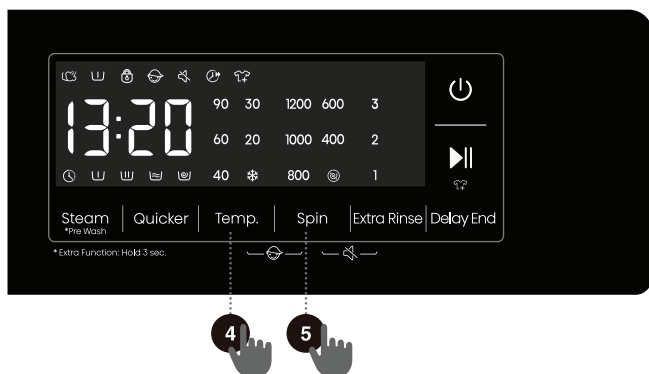 90 30 1200 600 3
13:20
60 20 1000 400 2
40 800 1
Steam Quicker Temp. Spin Extra Rinse Delay End
*Pre Wash
* Extra Function: Hold 3 sec.
4 5